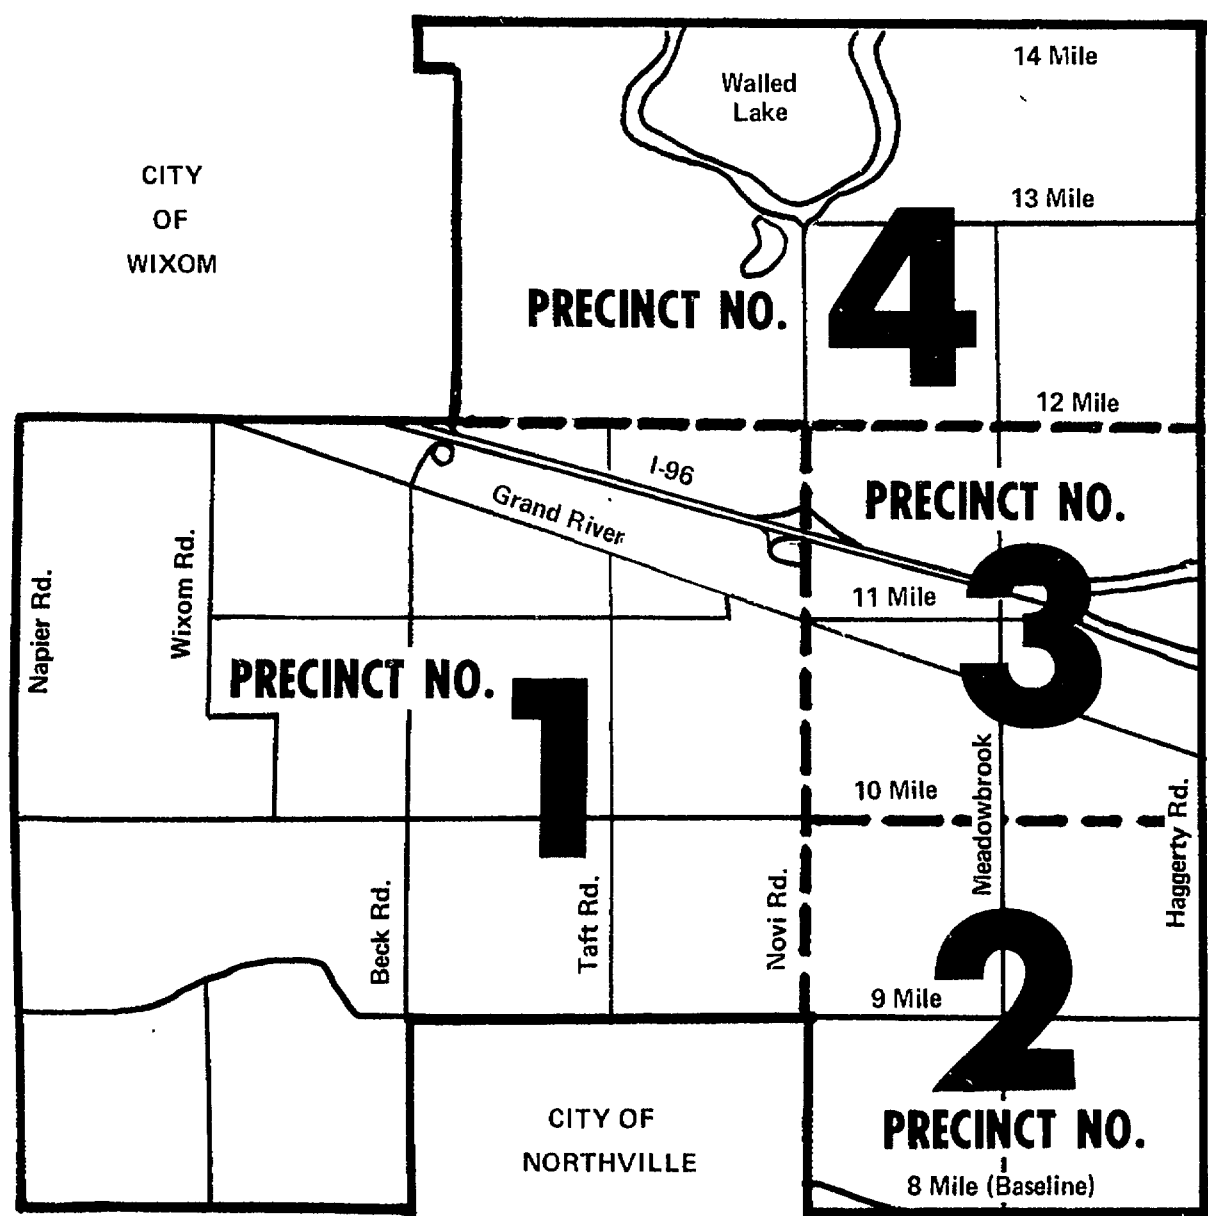 14 Mile
Walled
Lake
CITY
OF
WIXOM
13 Mile
PRECINCT NO. 4
12 Mile
I-96
Grand River
PRECINCT NO. 3
11 Mile
Napier Rd.
Wixom Rd.
PRECINCT NO. 1
Meadowbrook
10 Mile
Haggerty Rd.
Beck Rd.
Taft Rd.
Novi Rd.
9 Mile
2
PRECINCT NO.
CITY OF
NORTHVILLE
8 Mile (Baseline)